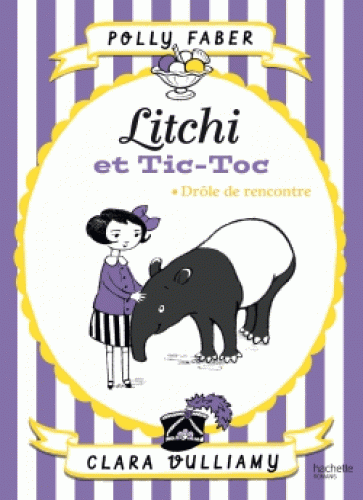 POLLY FABER
Litchi
et Tic-Toc
• Drôle de rencontre
CLARA VULLIAMY
hachette
ROMANS